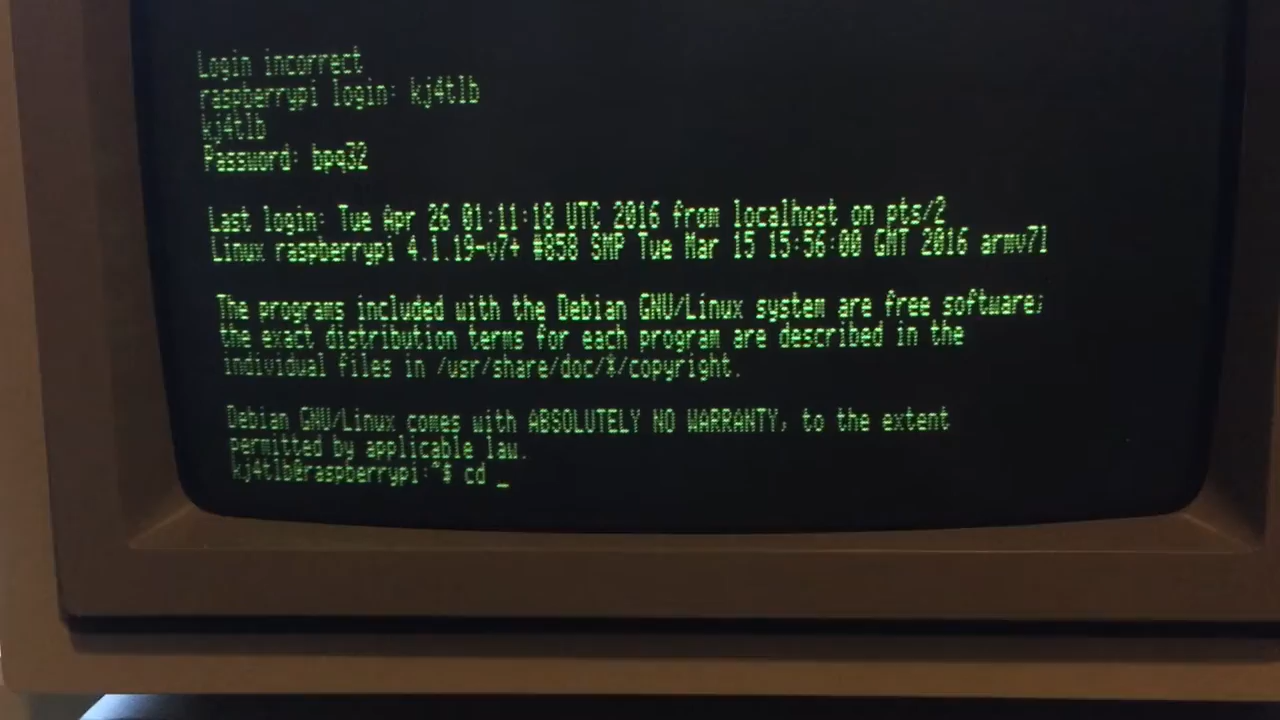 Login incorrect
raspberrypi login: kj4tlb
kj4tlb
Password: bpq32
Last login: Tue Apr 26 01:11:18 UTC 2016 from localhost on pts/2
Linux raspberrypi 4.1.19-v7+ #858 SMP Tue Mar 15 15:56:00 GMT 2016 armv7l
The programs included with the Debian GNU/Linux system are free software;
the exact distribution terms for each program are described in the
individual files in /usr/share/doc/*/copyright.
Debian GNU/Linux comes with ABSOLUTELY NO WARRANTY, to the extent
permitted by applicable law.
kj4tlb@raspberrypi:~$ cd _